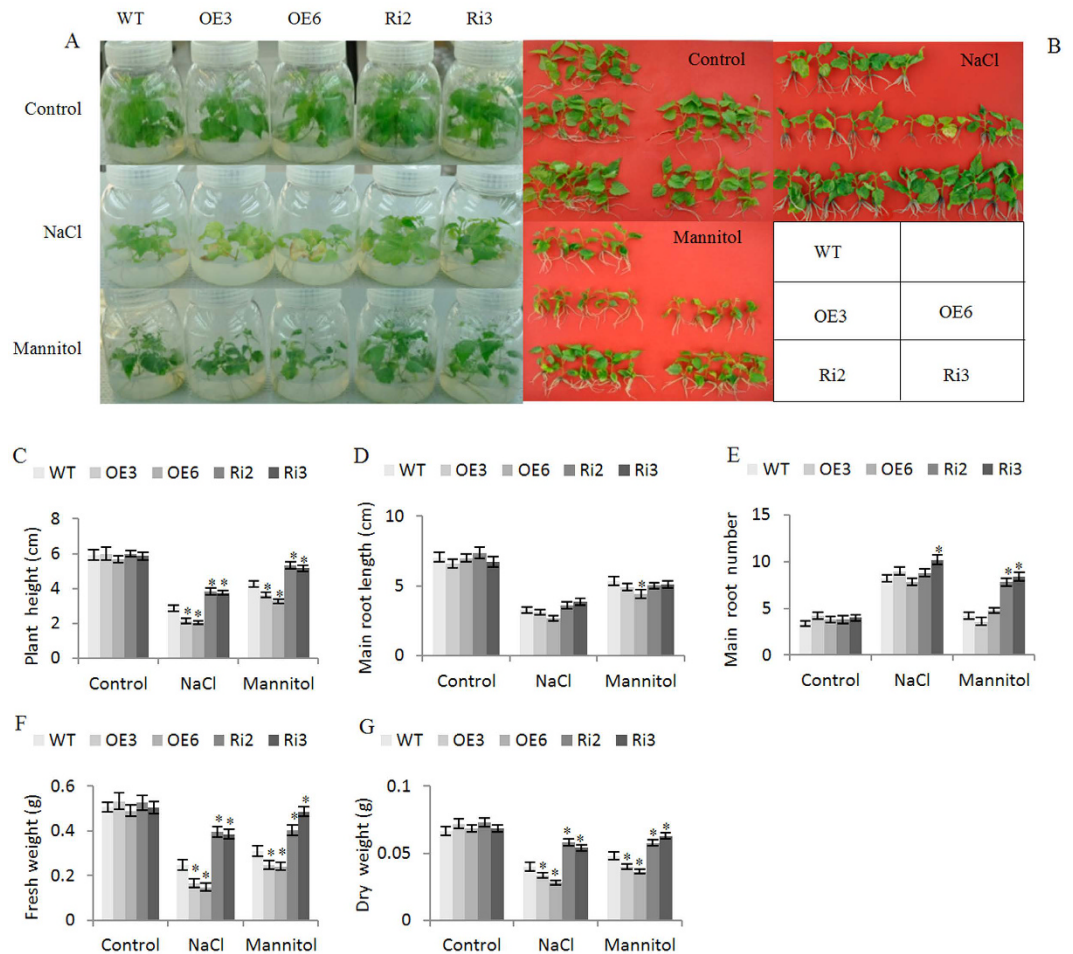 WT OE3 OE6 Ri2 Ri3
A
B
Control
NaCl
Mannitol
Control
NaCl
Mannitol
WT
OE3 OE6
Ri2 Ri3
C
WT OE3 OE6 Ri2 Ri3
Plant height (cm)
8
6
4
2
0
* * * * * * * *
Control NaCl Mannitol
D
WT OE3 OE6 Ri2 Ri3
Main root length (cm)
10
5
0
*
Control NaCl Mannitol
E
WT OE3 OE6 Ri2 Ri3
Main root number
15
10
5
0
* * *
Control NaCl Mannitol
F
WT OE3 OE6 Ri2 Ri3
Fresh weight (g)
0.6
0.4
0.2
0
* * * * * * * *
Control NaCl Mannitol
G
WT OE3 OE6 Ri2 Ri3
Dry weight (g)
0.1
0.05
0
* * * * * * * *
Control NaCl Mannitol